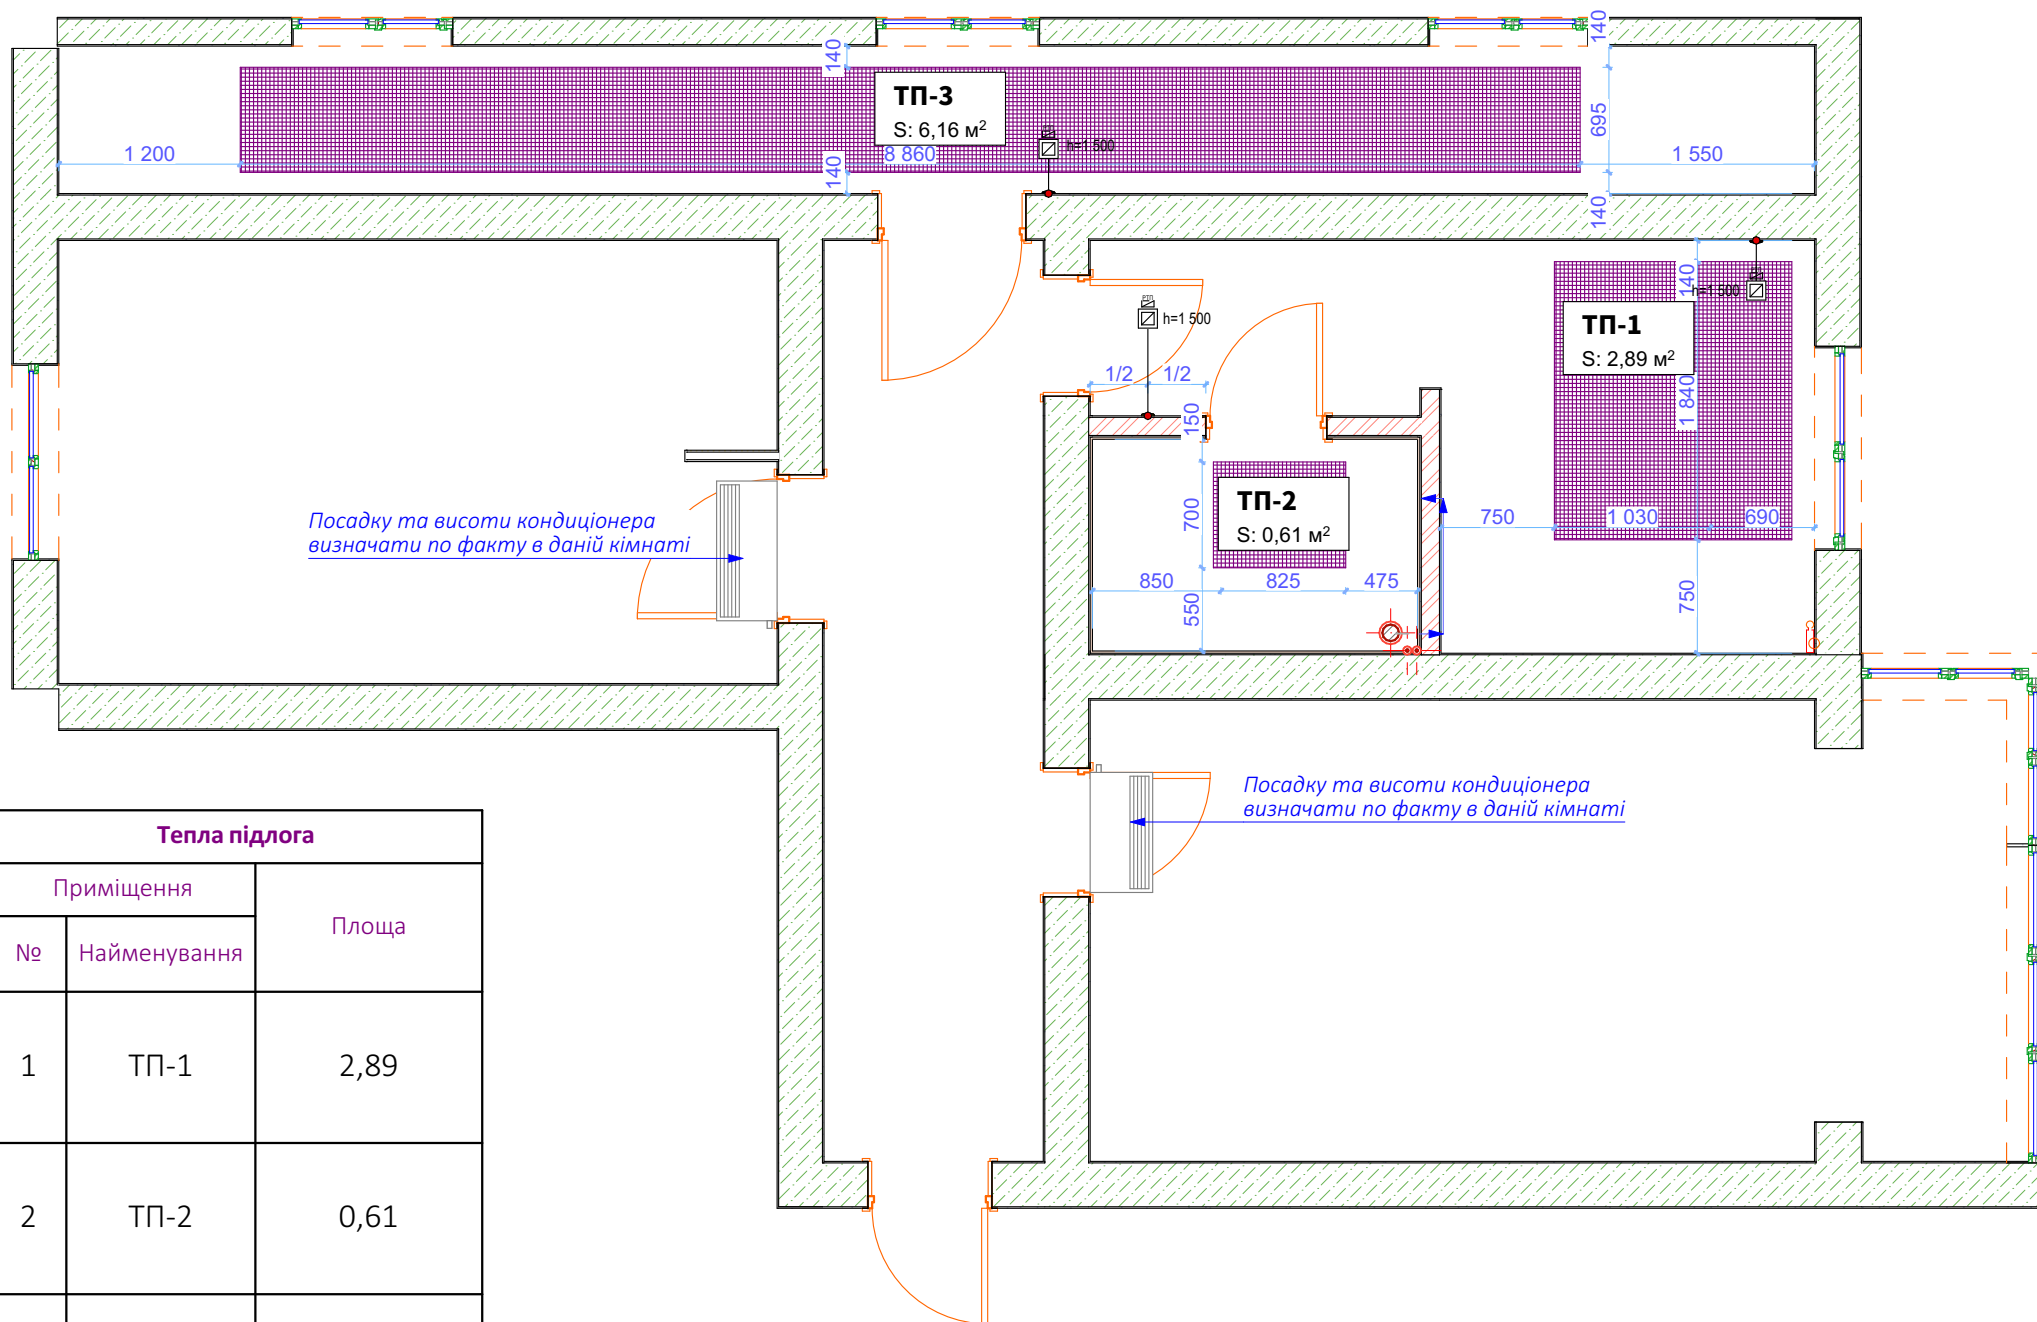 140
140
ТП-3
S: 6,16 м²
695
h=1 500
1 200
8 860
1 550
140
140
140
h=1 500
РТП
h=1 500
ТП-1
S: 2,89 м²
1/2
1/2
1 840
150
ТП-2
S: 0,61 м²
700
750
1 030
690
Посадку та висоти кондиціонера
визначати по факту в даній кімнаті
850
825
475
550
750
Посадку та висоти кондиціонера
визначати по факту в даній кімнаті
Тепла підлога
Приміщення
Площа
№
Найменування
1
ТП-1
2,89
2
ТП-2
0,61